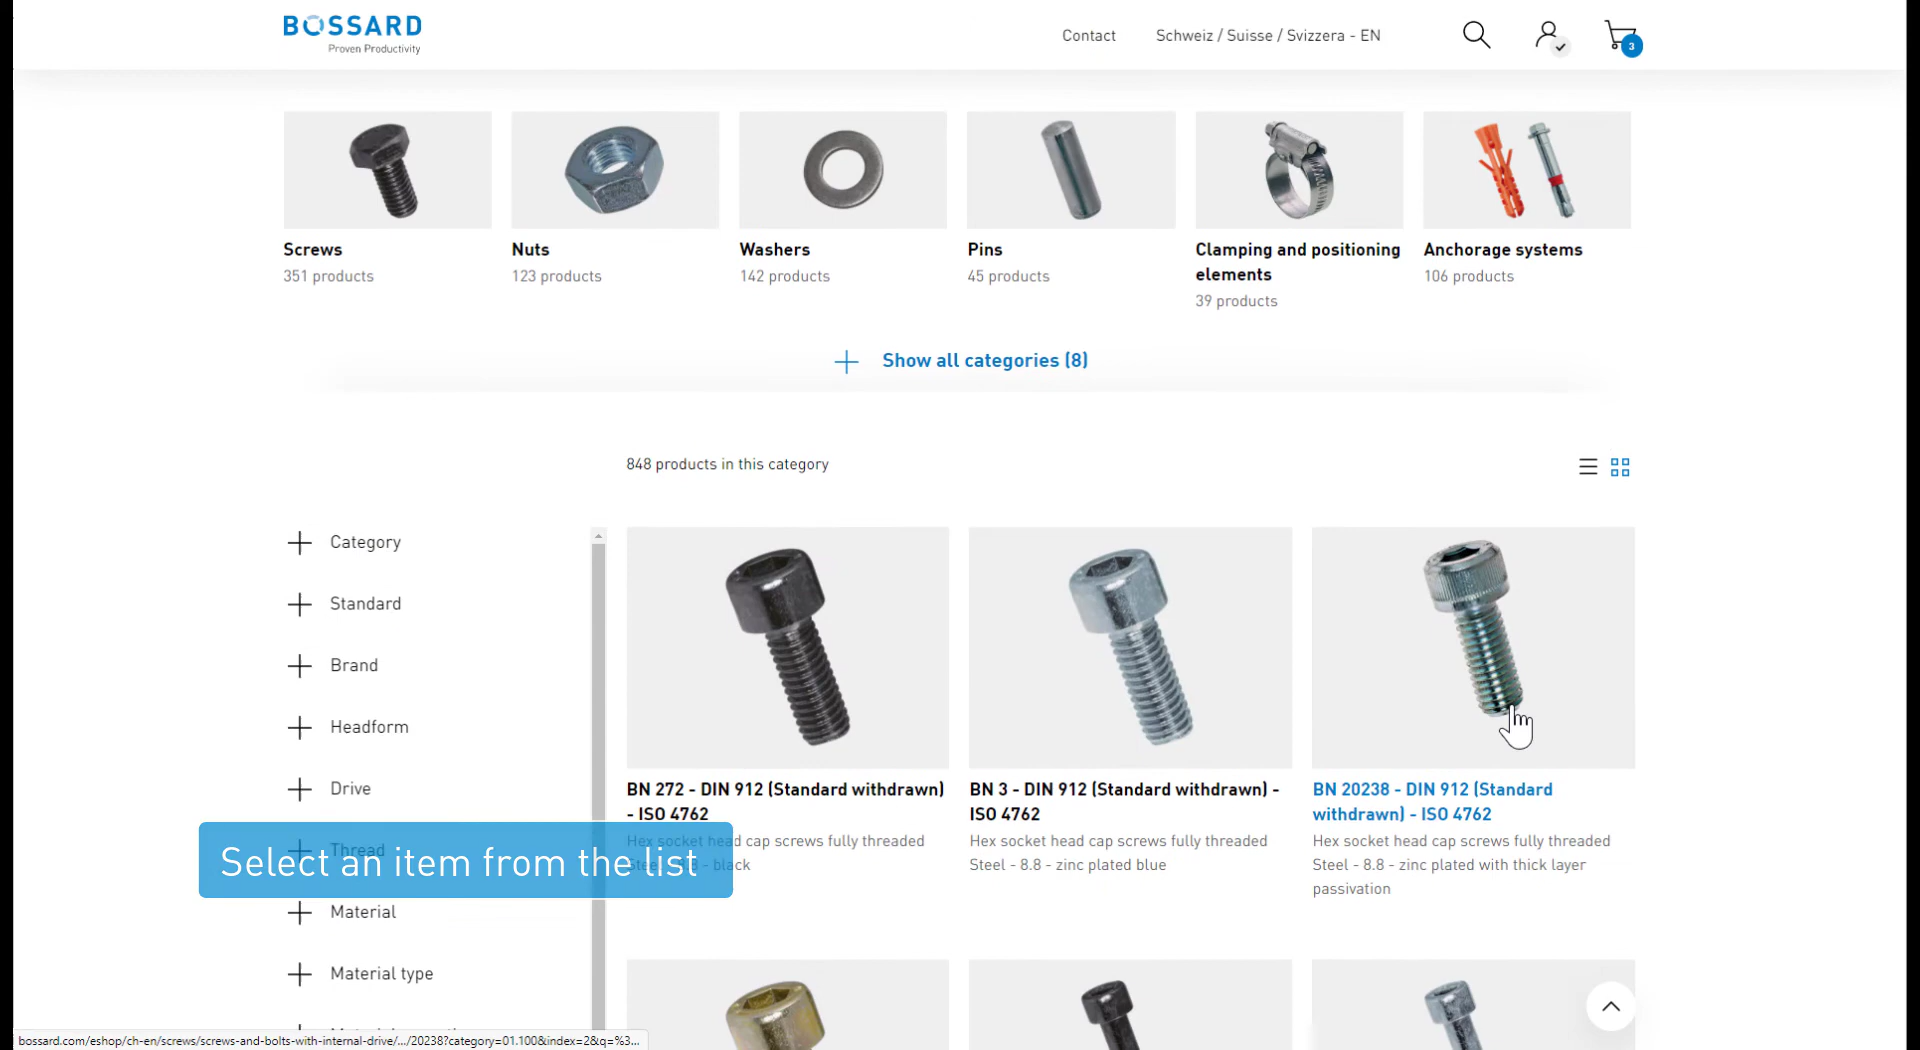 BOSSARD
Proven Productivity
Contact
Schweiz / Suisse / Svizzera - EN
3
Screws
351 products
Nuts
123 products
Washers
142 products
Pins
45 products
Clamping and positioning
elements
39 products
Anchorage systems
106 products
Show all categories (8)
848 products in this category
Category
Standard
Brand
Headform
Drive
Thread
Material
Material type
BN 272 - DIN 912 (Standard withdrawn)
- ISO 4762
Hex socket head cap screws fully threaded
Steel - 8.8 - black
BN 3 - DIN 912 (Standard withdrawn) -
ISO 4762
Hex socket head cap screws fully threaded
Steel - 8.8 - zinc plated blue
BN 20238 - DIN 912 (Standard
withdrawn) - ISO 4762
Hex socket head cap screws fully threaded
Steel - 8.8 - zinc plated with thick layer
passivation
Select an item from the list
bossard.com/eshop/ch-en/screws/screws-and-bolts-with-internal-drive/.../20238?category=01.100&index=2&q=%3...